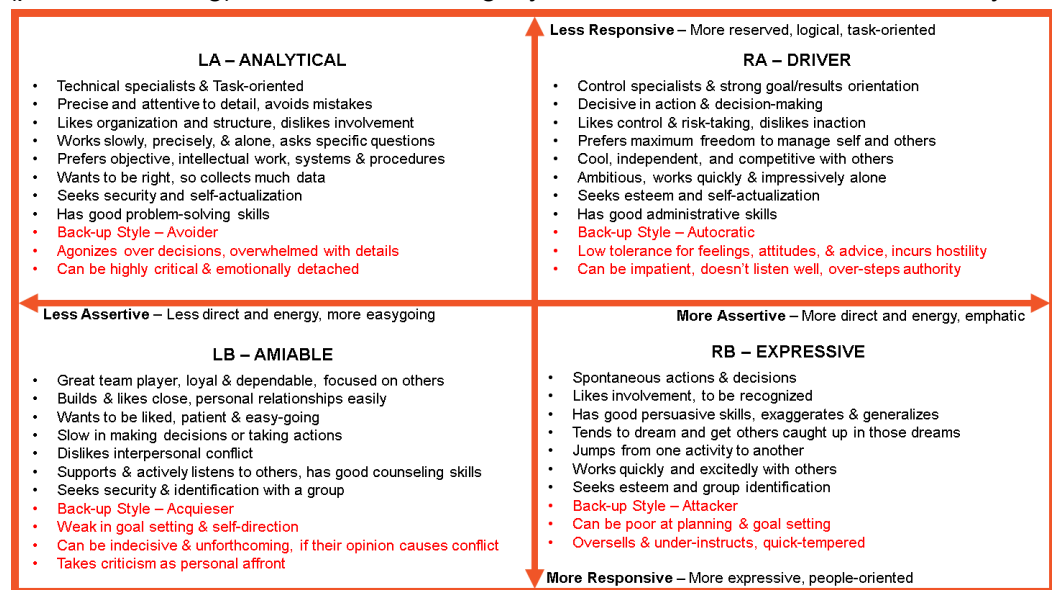 Less Responsive – More reserved, logical, task-oriented
LA – ANALYTICAL
• Technical specialists & Task-oriented
• Precise and attentive to detail, avoids mistakes
• Likes organization and structure, dislikes involvement
• Works slowly, precisely, & alone, asks specific questions
• Prefers objective, intellectual work, systems & procedures
• Wants to be right, so collects much data
• Seeks security and self-actualization
• Has good problem-solving skills
• Back-up Style – Avoider
• Agonizes over decisions, overwhelmed with details
• Can be highly critical & emotionally detached
RA – DRIVER
• Control specialists & strong goal/results orientation
• Decisive in action & decision-making
• Likes control & risk-taking, dislikes inaction
• Prefers maximum freedom to manage self and others
• Cool, independent, and competitive with others
• Ambitious, works quickly & impressively alone
• Seeks esteem and self-actualization
• Has good administrative skills
• Back-up Style – Autocratic
• Low tolerance for feelings, attitudes, & advice, incurs hostility
• Can be impatient, doesn't listen well, over-steps authority
Less Assertive – Less direct and energy, more easygoing
More Assertive – More direct and energy, emphatic
LB – AMIABLE
• Great team player, loyal & dependable, focused on others
• Builds & likes close, personal relationships easily
• Wants to be liked, patient & easy-going
• Slow in making decisions or taking actions
• Dislikes interpersonal conflict
• Supports & actively listens to others, has good counseling skills
• Seeks security & identification with a group
• Back-up Style – Acquieser
• Weak in goal setting & self-direction
• Can be indecisive & unforthcoming, if their opinion causes conflict
• Takes criticism as personal affront
RB – EXPRESSIVE
• Spontaneous actions & decisions
• Likes involvement, to be recognized
• Has good persuasive skills, exaggerates & generalizes
• Tends to dream and get others caught up in those dreams
• Jumps from one activity to another
• Works quickly and excitedly with others
• Seeks esteem and group identification
• Back-up Style – Attacker
• Can be poor at planning & goal setting
• Oversells & under-instructs, quick-tempered
More Responsive – More expressive, people-oriented